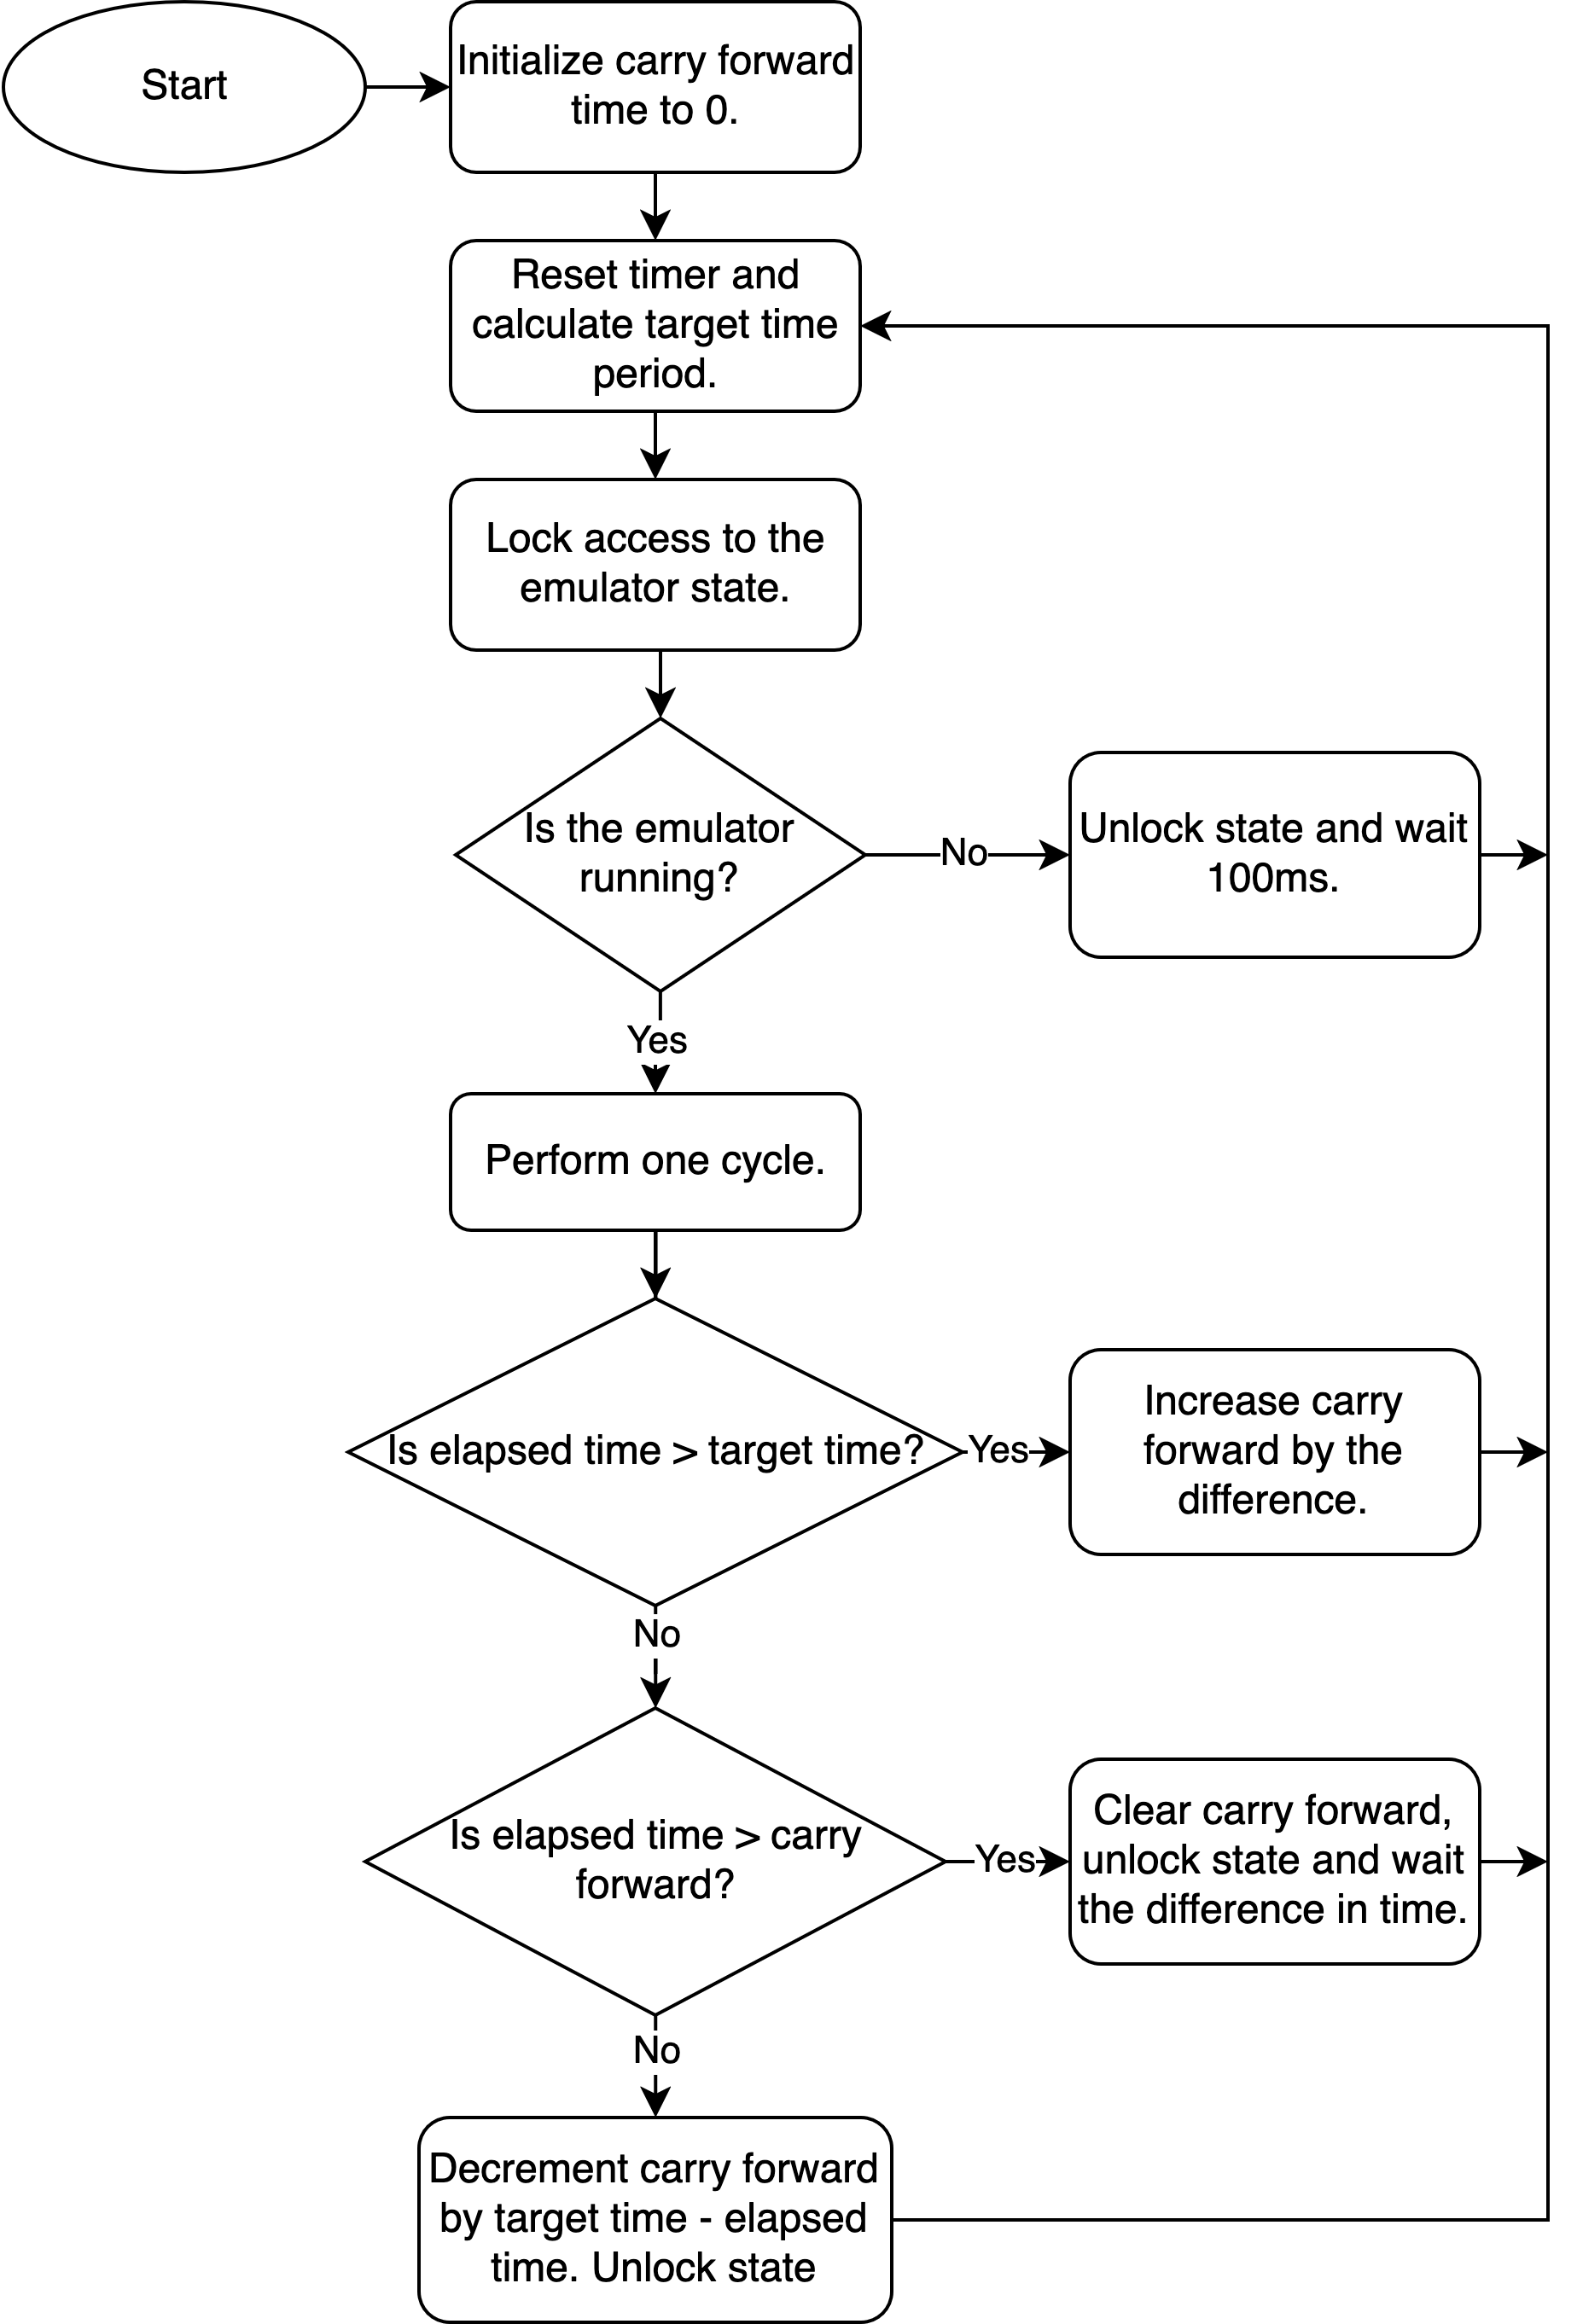 Start
Initialize carry forward
time to 0.
Reset timer and
calculate target time
period.
Lock access to the
emulator state.
Is the emulator
running?
No
Unlock state and wait
100ms.
Yes
Perform one cycle.
Is elapsed time > target time?
Yes
Increase carry
forward by the
difference.
No
Is elapsed time > carry
forward?
Yes
Clear carry forward,
unlock state and wait
the difference in time.
No
Decrement carry forward
by target time - elapsed
time. Unlock state